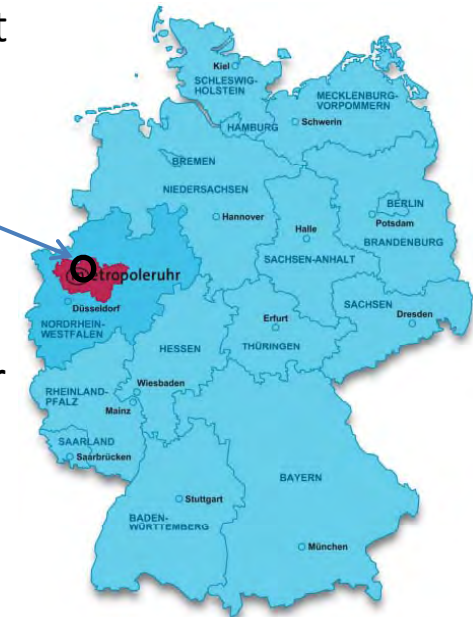 t
Kiel
SCHLESWIG-
HOLSTEIN
MECKLENBURG-
VORPOMMERN
HAMBURG
Schwerin
BREMEN
NIEDERSACHSEN
BERLIN
Hannover
Potsdam
Halle
BRANDENBURG
SACHSEN-ANHALT
metropoleruhr
Düsseldorf
SACHSEN
Dresden
NORDRHEIN-
WESTFALEN
Erfurt
HESSEN
THÜRINGEN
r
RHEINLAND-
PFALZ
Wiesbaden
Mainz
SAARLAND
Saarbrücken
BAYERN
Stuttgart
BADEN-
WÜRTTEMBERG
München